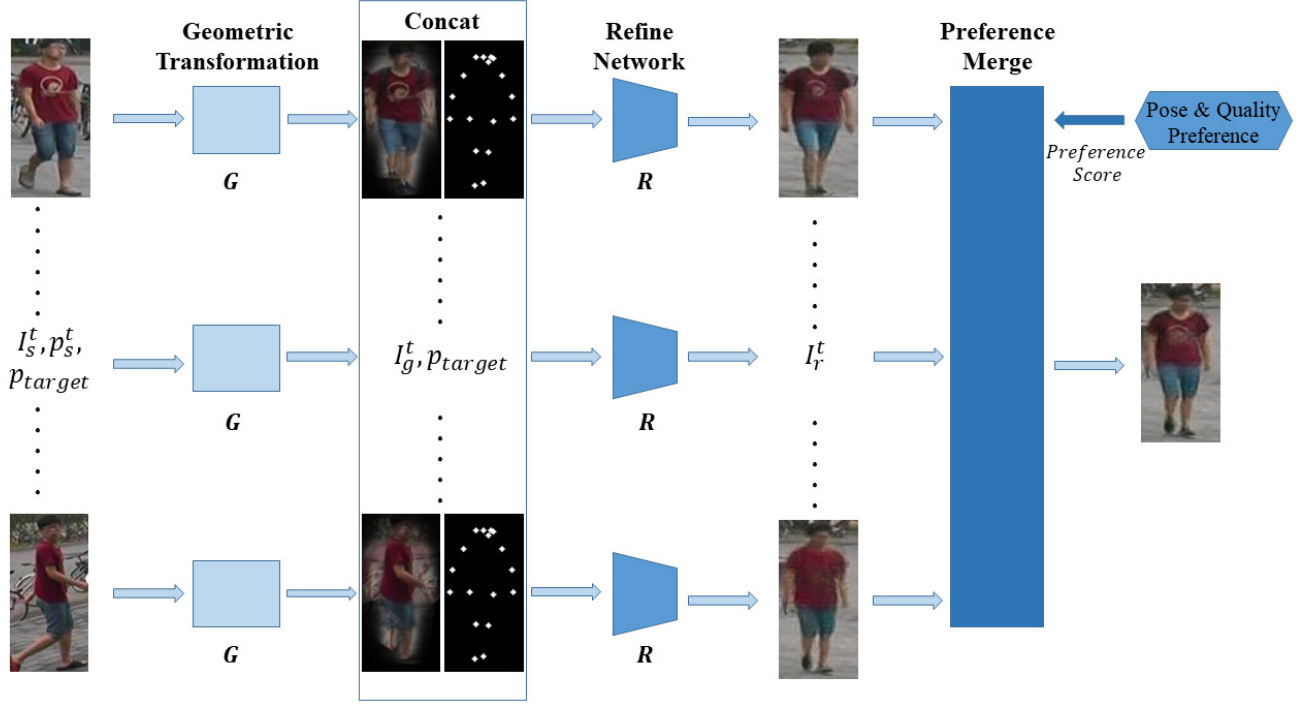 Geometric
Transformation
Concat
Refine
Network
Preference
Merge
G
R
Pose & Quality
Preference
Preference
Score
I_s^t, p_s^t,
p_target
G
I_g^t, p_target
R
I_r^t
G
R